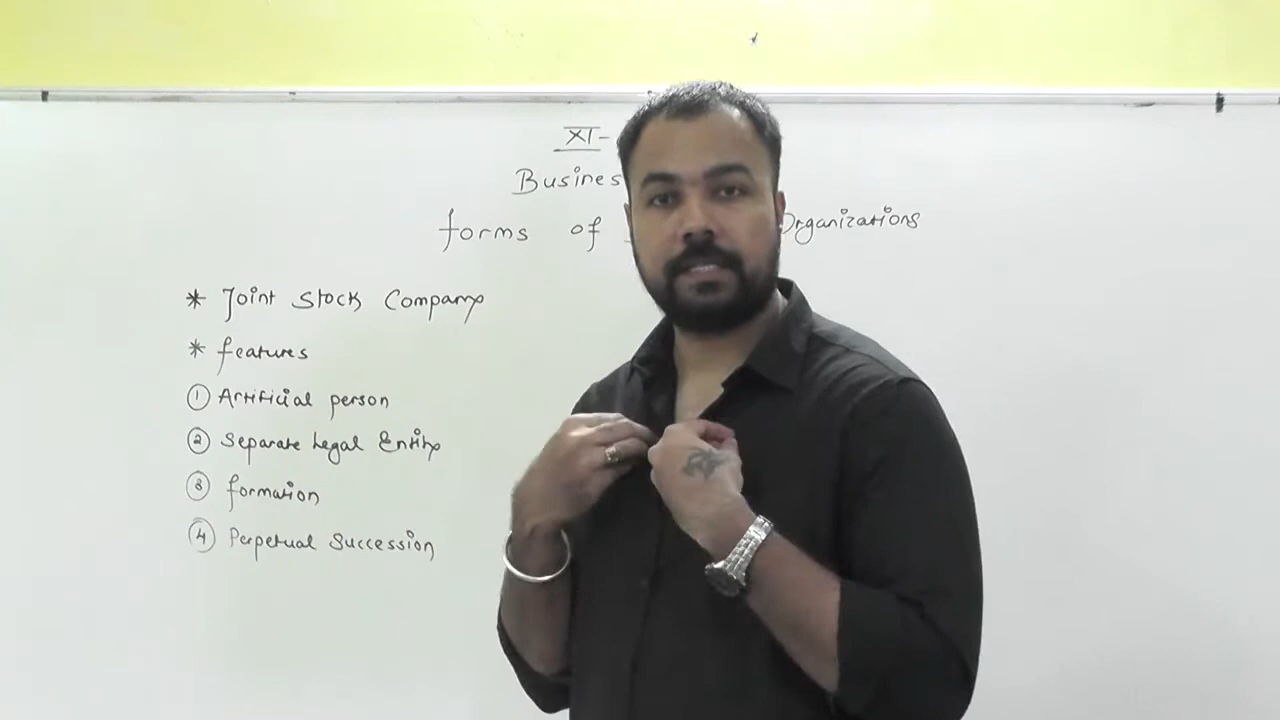 XI-
Busines
forms of Organizations
* Joint Stock Company
* features
① Artificial person
② Separate Legal Entity
③ formation
④ Perpetual Succession